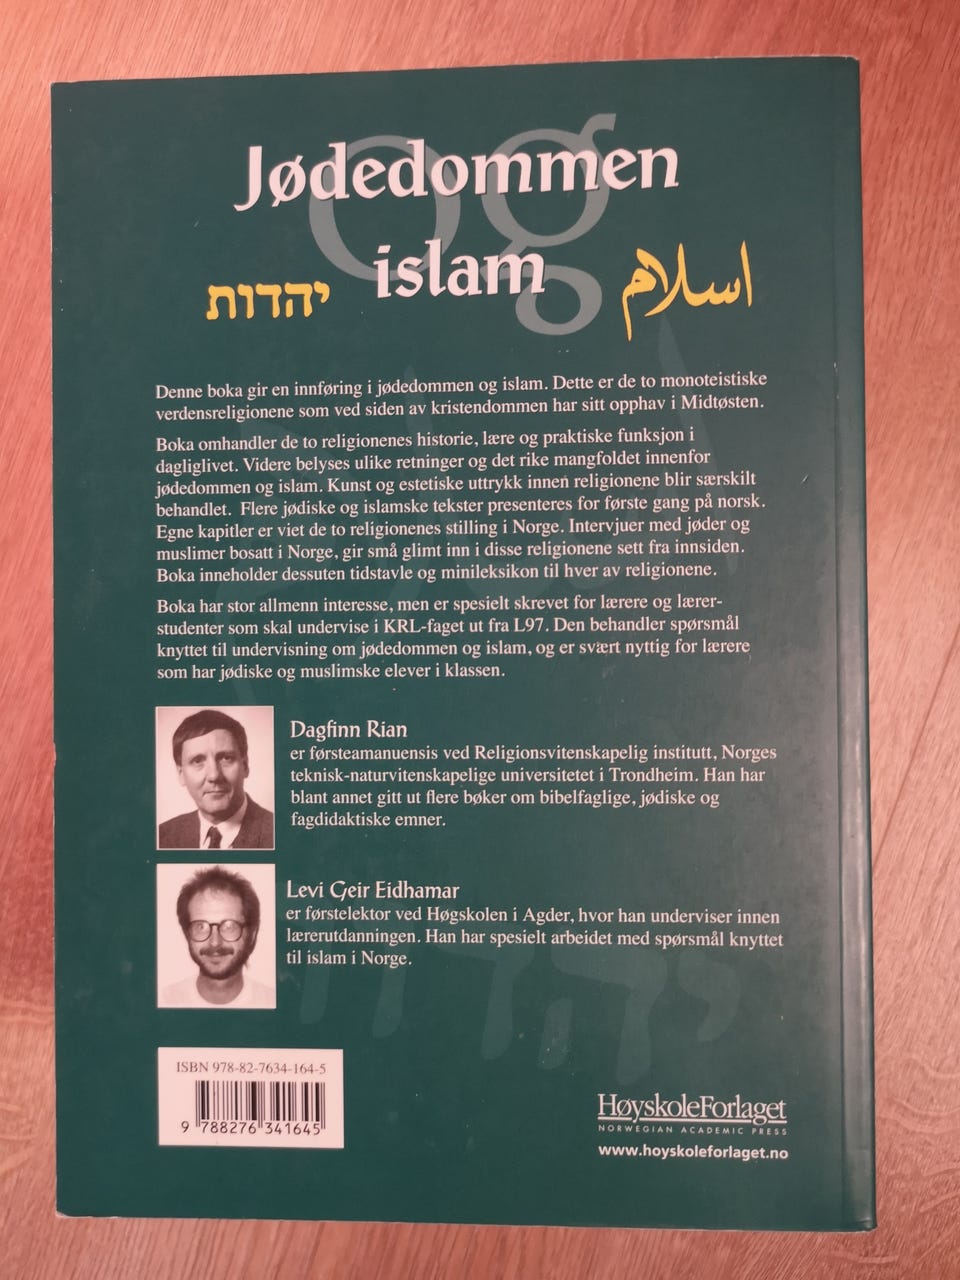 Jødedommen
og
islam
יהדות
اسلام
Denne boka gir en innføring i jødedommen og islam. Dette er de to monoteistiske
verdensreligionene som ved siden av kristendommen har sitt opphav i Midtøsten.
Boka omhandler de to religionenes historie, lære og praktiske funksjon i
dagliglivet. Videre belyses ulike retninger og det rike mangfoldet innenfor
jødedommen og islam. Kunst og estetiske uttrykk innen religionene blir særskilt
behandlet. Flere jødiske og islamske tekster presenteres for første gang på norsk.
Egne kapitler er viet de to religionenes stilling i Norge. Intervjuer med jøder og
muslimer bosatt i Norge, gir små glimt inn i disse religionene sett fra innsiden.
Boka inneholder dessuten tidstavle og minileksikon til hver av religionene.
Boka har stor allmenn interesse, men er spesielt skrevet for lærere og lærer-
studenter som skal undervise i KRL-faget ut fra L97. Den behandler spørsmål
knyttet til undervisning om jødedommen og islam, og er svært nyttig for lærere
som har jødiske og muslimske elever i klassen.
Dagfinn Rian
er førsteamanuensis ved Religionsvitenskapelig institutt, Norges
teknisk-naturvitenskapelige universitetet i Trondheim. Han har
blant annet gitt ut flere bøker om bibelfaglige, jødiske og
fagdidaktiske emner.
Levi Geir Eidhamar
er førstelektor ved Høgskolen i Agder, hvor han underviser innen
lærerutdanningen. Han har spesielt arbeidet med spørsmål knyttet
til islam i Norge.
ISBN 978-82-7634-164-5
9 788276 341645
HøyskoleForlaget
NORWEGIAN ACADEMIC PRESS
www.hoyskoleforlaget.no